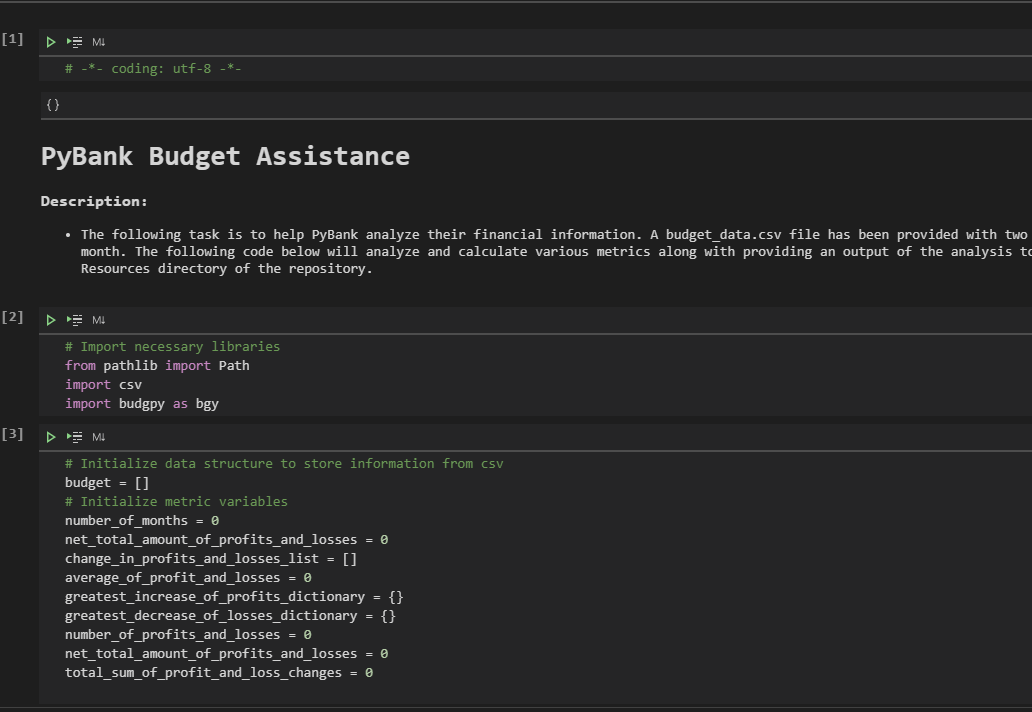 [1]
M↓
# -*- coding: utf-8 -*-
{}
PyBank Budget Assistance
Description:
• The following task is to help PyBank analyze their financial information. A budget_data.csv file has been provided with two
month. The following code below will analyze and calculate various metrics along with providing an output of the analysis to
Resources directory of the repository.
[2]
M↓
# Import necessary libraries
from pathlib import Path
import csv
import budgpy as bgy
[3]
M↓
# Initialize data structure to store information from csv
budget = []
# Initialize metric variables
number_of_months = 0
net_total_amount_of_profits_and_losses = 0
change_in_profits_and_losses_list = []
average_of_profit_and_losses = 0
greatest_increase_of_profits_dictionary = {}
greatest_decrease_of_losses_dictionary = {}
number_of_profits_and_losses = 0
net_total_amount_of_profits_and_losses = 0
total_sum_of_profit_and_loss_changes = 0